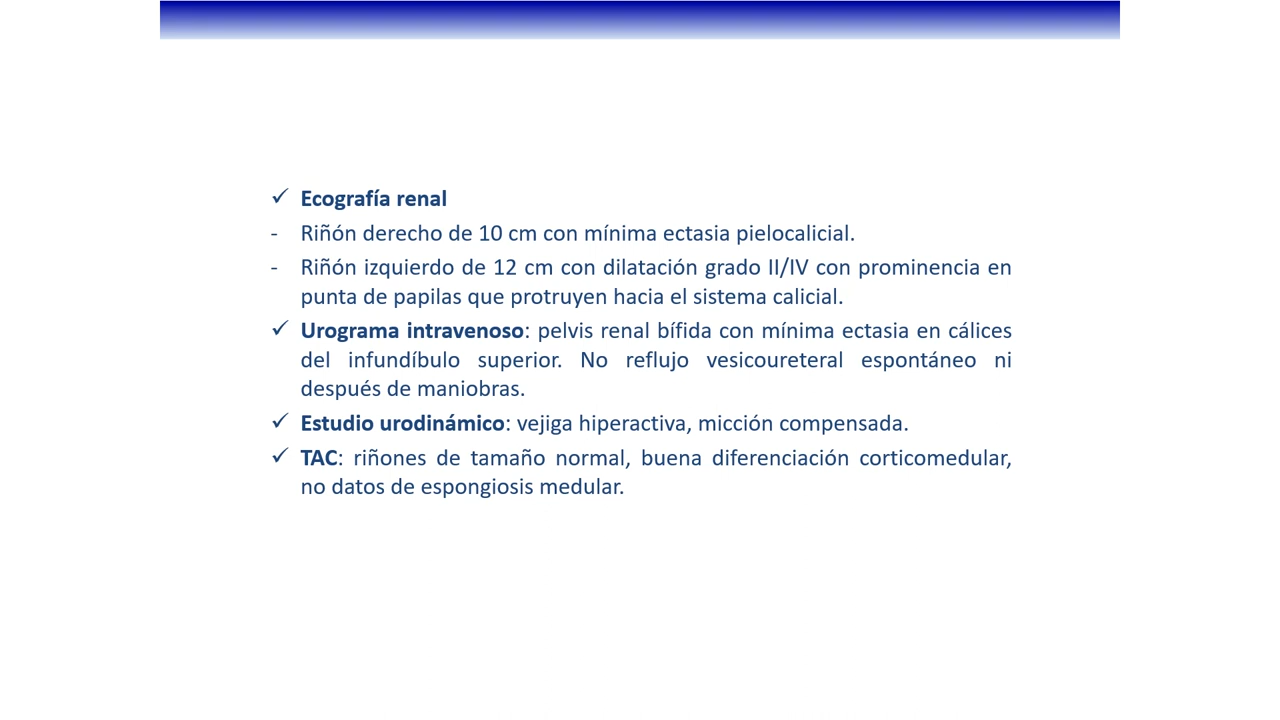 ✓ Ecografía renal
- Riñón derecho de 10 cm con mínima ectasia pielocalicial.
- Riñón izquierdo de 12 cm con dilatación grado II/IV con prominencia en
punta de papilas que protruyen hacia el sistema calicial.
✓ Urograma intravenoso: pelvis renal bífida con mínima ectasia en cálices
del infundíbulo superior. No reflujo vesicoureteral espontáneo ni
después de maniobras.
✓ Estudio urodinámico: vejiga hiperactiva, micción compensada.
✓ TAC: riñones de tamaño normal, buena diferenciación corticomedular,
no datos de espongiosis medular.